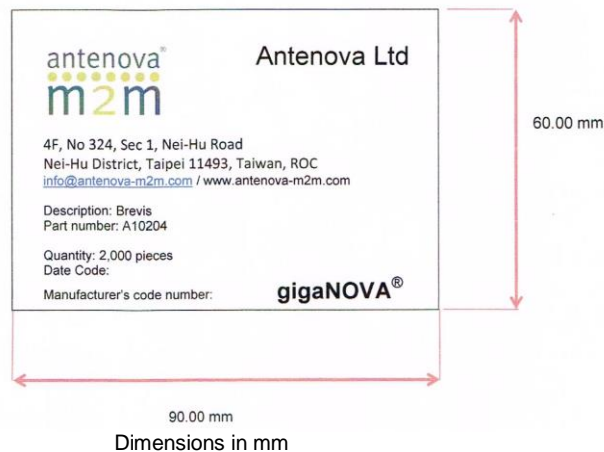 antenova®
m2m
Antenova Ltd
60.00 mm
4F, No 324, Sec 1, Nei-Hu Road
Nei-Hu District, Taipei 11493, Taiwan, ROC
info@antenova-m2m.com / www.antenova-m2m.com
Description: Brevis
Part number: A10204
Quantity: 2,000 pieces
Date Code:
Manufacturer's code number:
gigaNOVA®
90.00 mm
Dimensions in mm